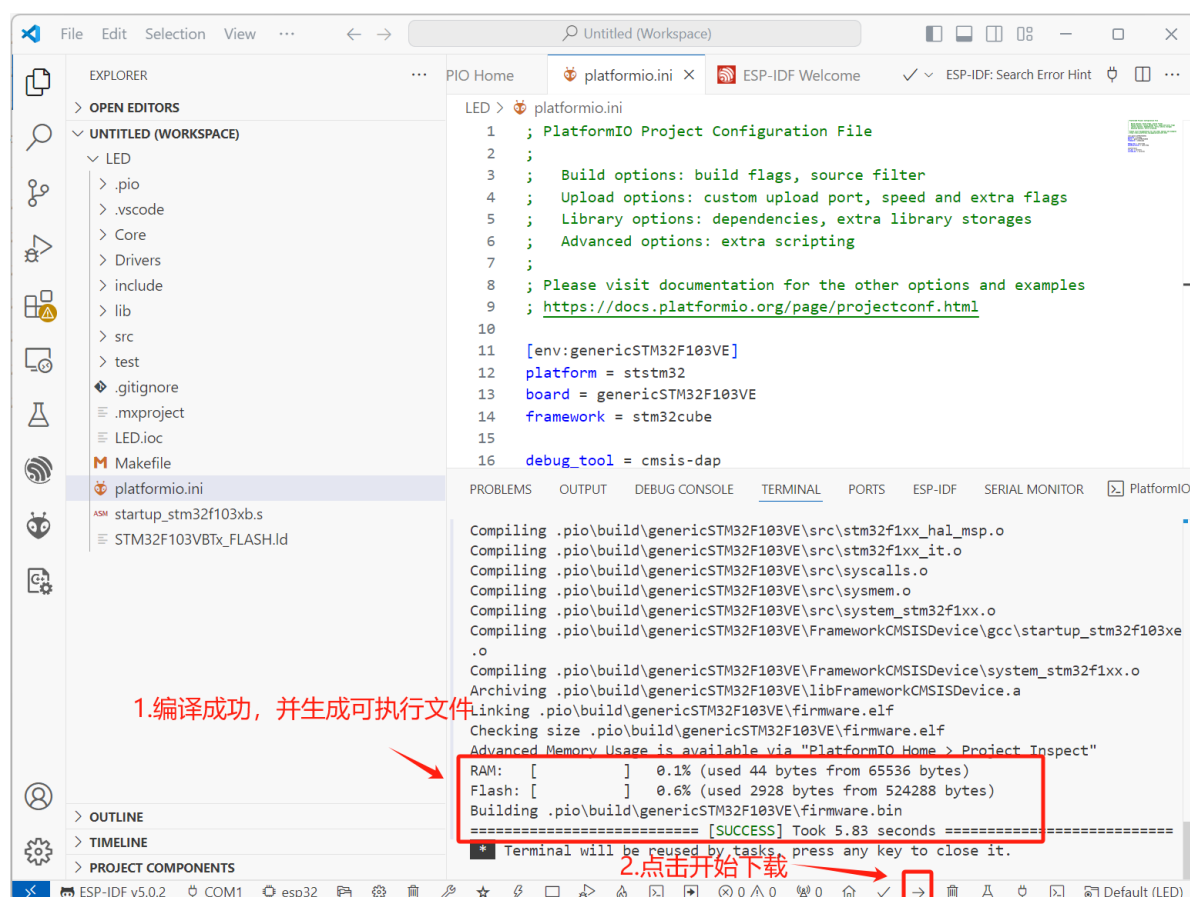 File Edit Selection View ··· Untitled (Workspace)
EXPLORER ···
OPEN EDITORS
UNTITLED (WORKSPACE)
LED
.pio
.vscode
Core
Drivers
include
lib
src
test
.gitignore
.mxproject
LED.ioc
Makefile
platformio.ini
startup_stm32f103xb.s
STM32F103VBTx_FLASH.ld
OUTLINE
TIMELINE
PROJECT COMPONENTS
PIO Home platformio.ini ESP-IDF Welcome ESP-IDF: Search Error Hint ···
LED > platformio.ini
1 ; PlatformIO Project Configuration File
2 ;
3 ;   Build options: build flags, source filter
4 ;   Upload options: custom upload port, speed and extra flags
5 ;   Library options: dependencies, extra library storages
6 ;   Advanced options: extra scripting
7 ;
8 ; Please visit documentation for the other options and examples
9 ; https://docs.platformio.org/page/projectconf.html
10
11 [env:genericSTM32F103VE]
12 platform = ststm32
13 board = genericSTM32F103VE
14 framework = stm32cube
15
16 debug_tool = cmsis-dap
PROBLEMS OUTPUT DEBUG CONSOLE TERMINAL PORTS ESP-IDF SERIAL MONITOR PlatformIO
Compiling .pio\build\genericSTM32F103VE\src\stm32f1xx_hal_msp.o
Compiling .pio\build\genericSTM32F103VE\src\stm32f1xx_it.o
Compiling .pio\build\genericSTM32F103VE\src\syscalls.o
Compiling .pio\build\genericSTM32F103VE\src\sysmem.o
Compiling .pio\build\genericSTM32F103VE\src\system_stm32f1xx.o
Compiling .pio\build\genericSTM32F103VE\FrameworkCMSISDevice\gcc\startup_stm32f103xe
.o
Compiling .pio\build\genericSTM32F103VE\FrameworkCMSISDevice\system_stm32f1xx.o
Archiving .pio\build\genericSTM32F103VE\libFrameworkCMSISDevice.a
1.编译成功，并生成可执行文件
Linking .pio\build\genericSTM32F103VE\firmware.elf
Checking size .pio\build\genericSTM32F103VE\firmware.elf
Advanced Memory Usage is available via "PlatformIO Home > Project Inspect"
RAM:   [          ]   0.1% (used 44 bytes from 65536 bytes)
Flash: [          ]   0.6% (used 2928 bytes from 524288 bytes)
Building .pio\build\genericSTM32F103VE\firmware.bin
=========================== [SUCCESS] Took 5.83 seconds ===========================
* Terminal will be reused by tasks, press any key to close it.
2.点击开始下载
ESP-IDF v5.0.2 COM1 esp32 0 0 0 Default (LED)